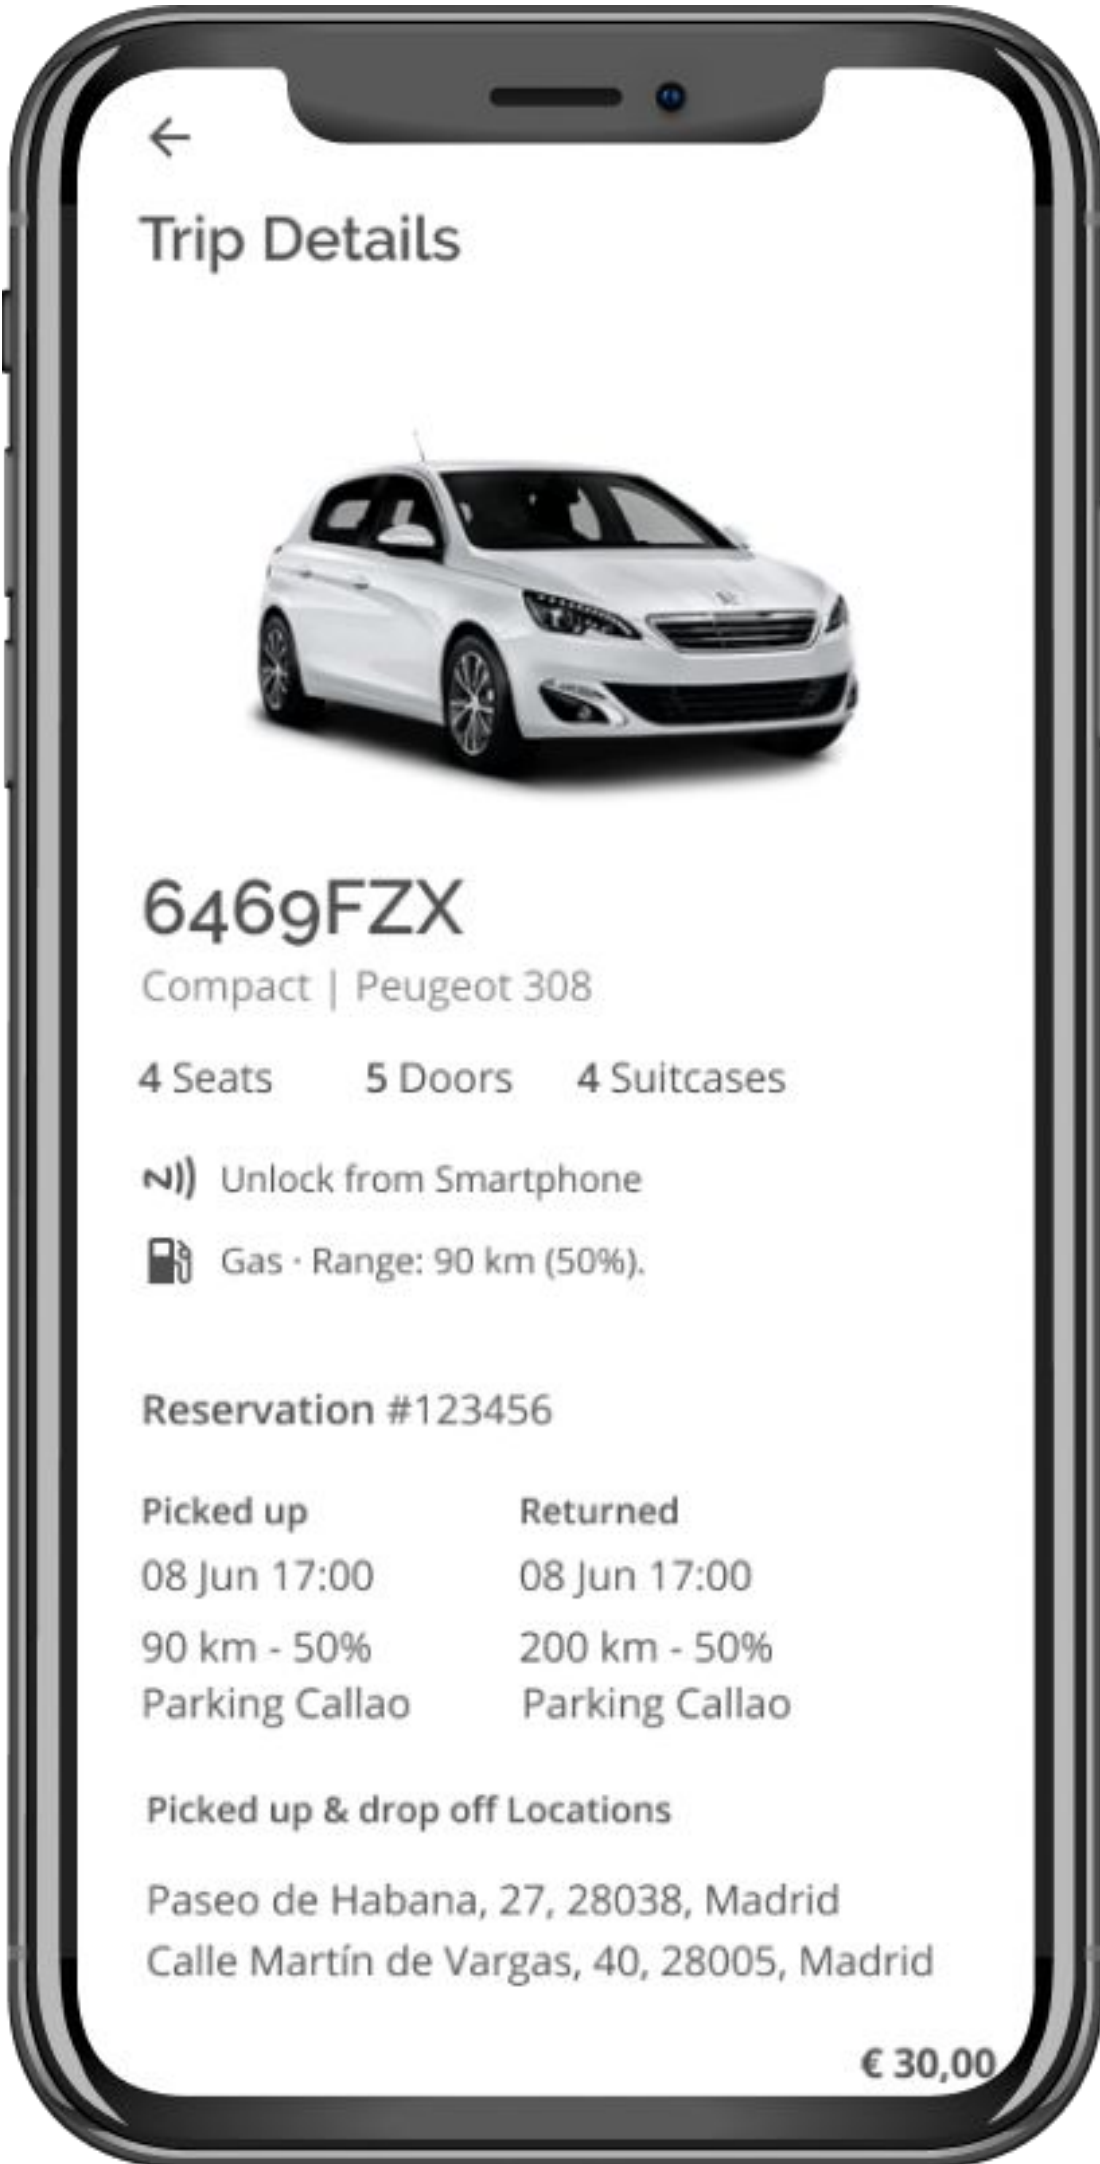 Trip Details
6469FZX
Compact | Peugeot 308
4 Seats 5 Doors 4 Suitcases
Unlock from Smartphone
Gas · Range: 90 km (50%).
Reservation #123456
Picked up Returned
08 Jun 17:00 08 Jun 17:00
90 km - 50% 200 km - 50%
Parking Callao Parking Callao
Picked up & drop off Locations
Paseo de Habana, 27, 28038, Madrid
Calle Martín de Vargas, 40, 28005, Madrid
€ 30,00